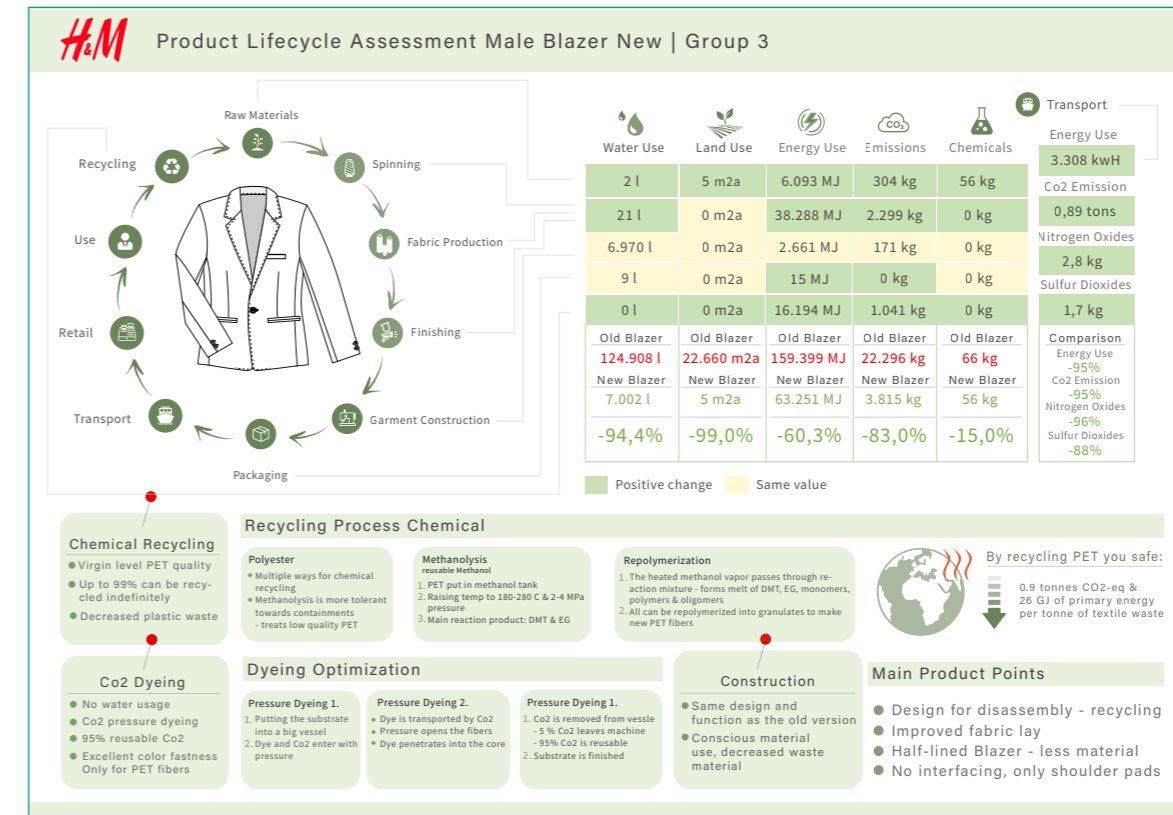 H&M
Product Lifecycle Assessment Male Blazer New | Group 3
Raw Materials
Spinning
Fabric Production
Finishing
Garment Construction
Packaging
Transport
Retail
Use
Recycling
Water Use Land Use Energy Use Emissions Chemicals
CO₂
2 l 5 m2a 6.093 MJ 304 kg 56 kg
21 l 0 m2a 38.288 MJ 2.299 kg 0 kg
6.970 l 0 m2a 2.661 MJ 171 kg 0 kg
9 l 0 m2a 15 MJ 0 kg 0 kg
0 l 0 m2a 16.194 MJ 1.041 kg 0 kg
Old Blazer Old Blazer Old Blazer Old Blazer Old Blazer
124.908 l 22.660 m2a 159.399 MJ 22.296 kg 66 kg
New Blazer New Blazer New Blazer New Blazer New Blazer
7.002 l 5 m2a 63.251 MJ 3.815 kg 56 kg
-94,4% -99,0% -60,3% -83,0% -15,0%
Positive change Same value
Transport
Energy Use
3.308 kwH
Co2 Emission
0,89 tons
Nitrogen Oxides
2,8 kg
Sulfur Dioxides
1,7 kg
Comparison
Energy Use
-95%
Co2 Emission
-95%
Nitrogen Oxides
-96%
Sulfur Dioxides
-88%
Chemical Recycling
Virgin level PET quality
Up to 99% can be recy-
cled indefinitely
Decreased plastic waste
Recycling Process Chemical
Polyester
Multiple ways for chemical
recycling
Methanolysis is more tolerant
towards containments
- treats low quality PET
Methanolysis
reusable Methanol
1. PET put in methanol tank
2. Raising temp to 180-280 C & 2-4 MPa
pressure
3. Main reaction product: DMT & EG
Repolymerization
1. The heated methanol vapor passes through re-
action mixture - forms melt of DMT, EG, monomers,
polymers & oligomers
2. All can be repolymerized into granulates to make
new PET fibers
By recycling PET you safe:
0.9 tonnes CO2-eq &
26 GJ of primary energy
per tonne of textile waste
Co2 Dyeing
No water usage
Co2 pressure dyeing
95% reusable Co2
Excellent color fastness
Only for PET fibers
Dyeing Optimization
Pressure Dyeing 1.
1. Putting the substrate
into a big vessel
2. Dye and Co2 enter with
pressure
Pressure Dyeing 2.
Dye is transported by Co2
Pressure opens the fibers
Dye penetrates into the core
Pressure Dyeing 1.
1. Co2 is removed from vessle
- 5 % Co2 leaves machine
- 95% Co2 is reusable
2. Substrate is finished
Construction
Same design and
function as the old version
Conscious material
use, decreased waste
material
Main Product Points
Design for disassembly - recycling
Improved fabric lay
Half-lined Blazer - less material
No interfacing, only shoulder pads